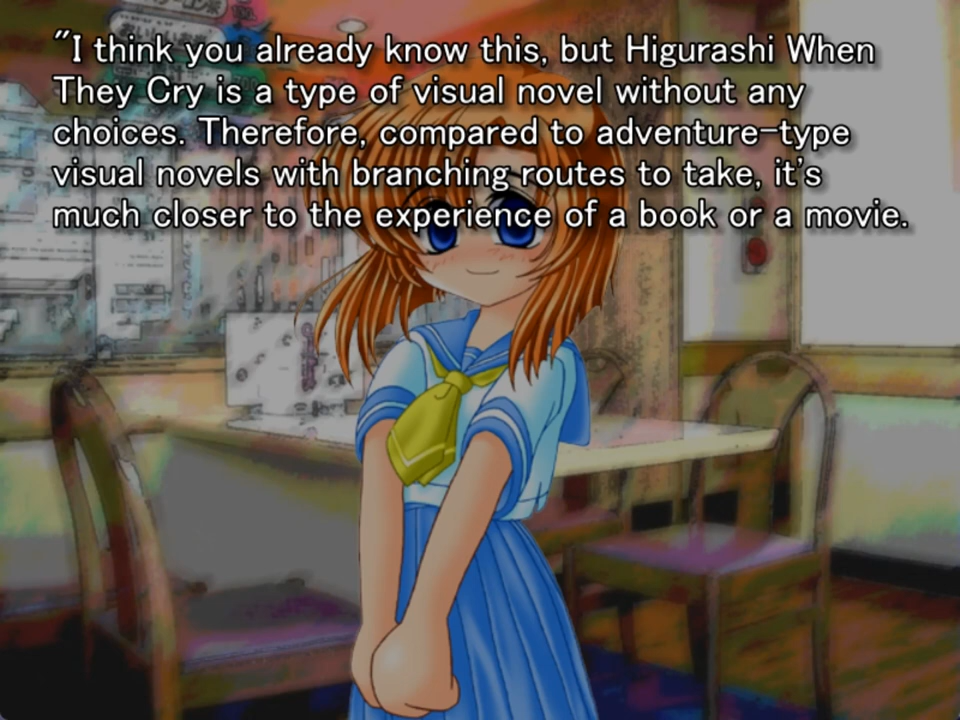 "I think you already know this, but Higurashi When
They Cry is a type of visual novel without any
choices. Therefore, compared to adventure-type
visual novels with branching routes to take, it's
much closer to the experience of a book or a movie.